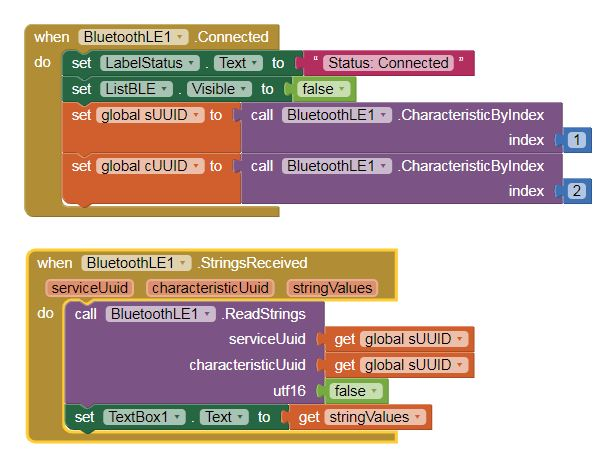 when BluetoothLE1 .Connected
do set LabelStatus . Text to “ Status: Connected ”
set ListBLE . Visible to false
set global sUUID to call BluetoothLE1 .CharacteristicByIndex
index 1
set global cUUID to call BluetoothLE1 .CharacteristicByIndex
index 2
when BluetoothLE1 .StringsReceived
serviceUuid characteristicUuid stringValues
do call BluetoothLE1 .ReadStrings
serviceUuid get global sUUID
characteristicUuid get global sUUID
utf16 false
set TextBox1 . Text to get stringValues